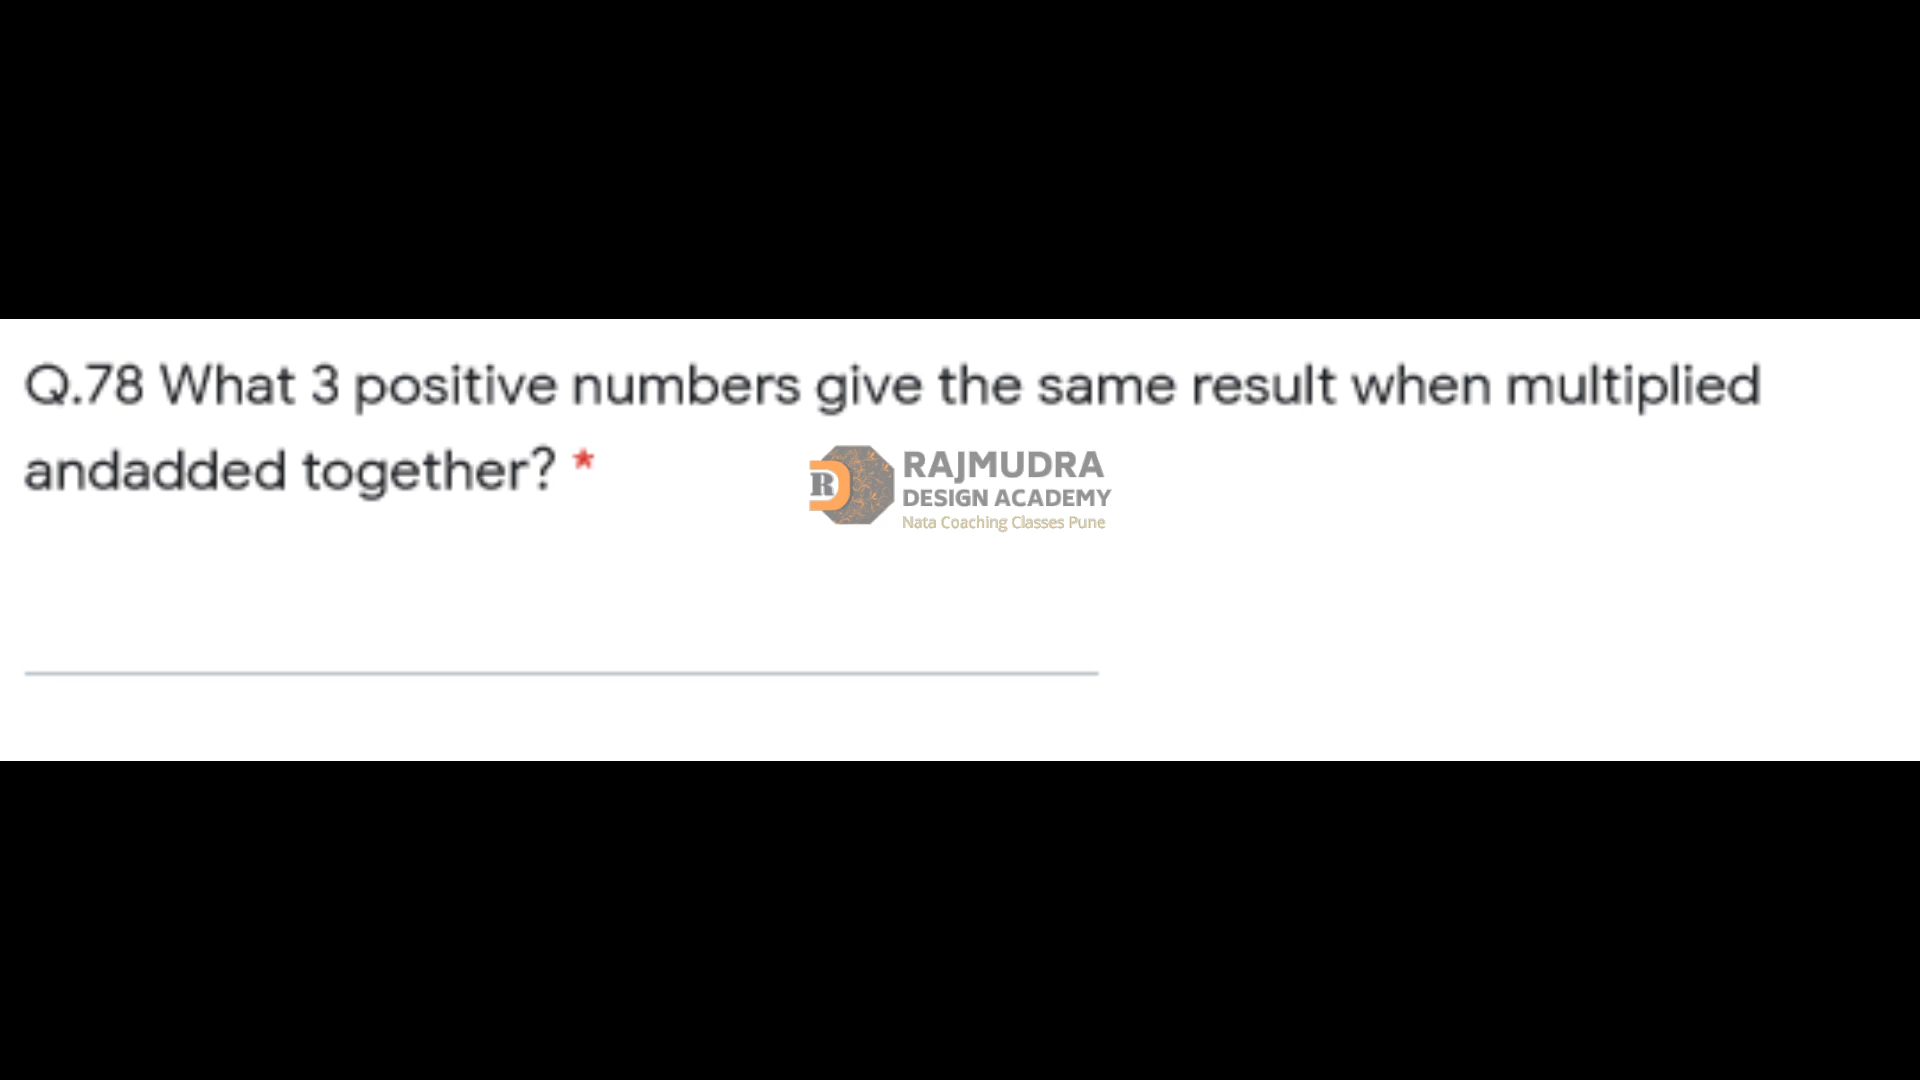 Q.78 What 3 positive numbers give the same result when multiplied
andadded together? *
RAJMUDRA
DESIGN ACADEMY
Nata Coaching Classes Pune